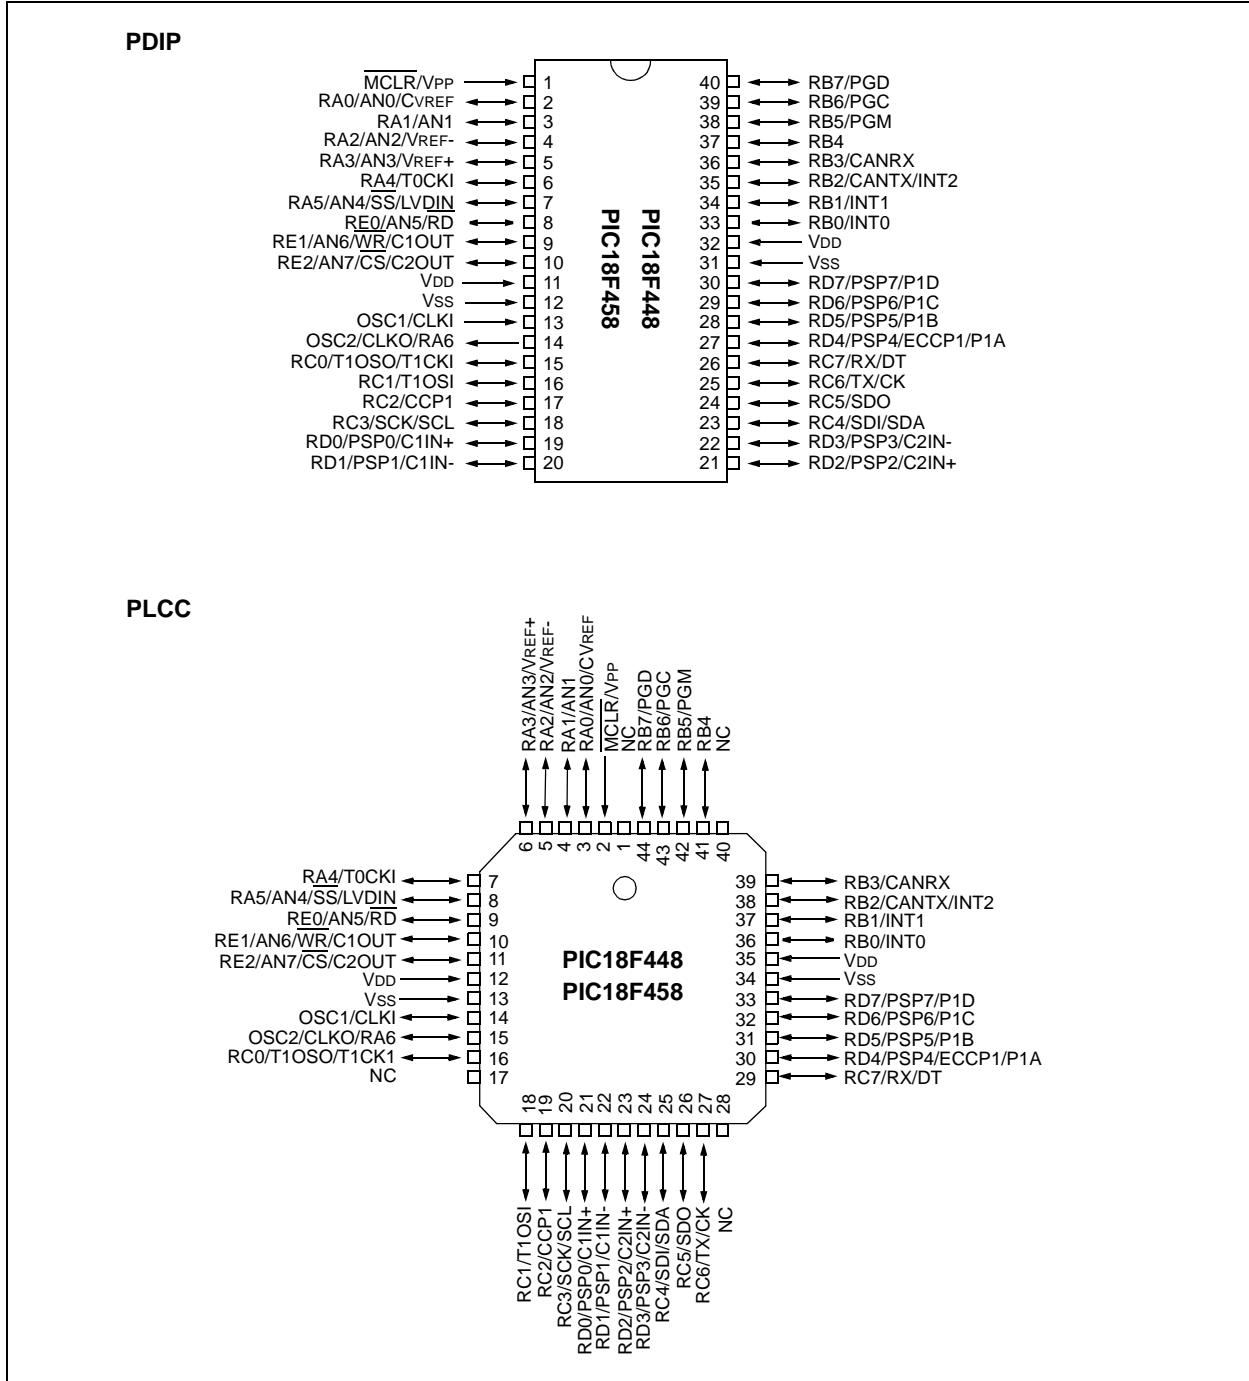 PDIP
MCLR/VPP 1 40 RB7/PGD
RA0/AN0/CVREF 2 39 RB6/PGC
RA1/AN1 3 38 RB5/PGM
RA2/AN2/VREF- 4 37 RB4
RA3/AN3/VREF+ 5 36 RB3/CANRX
RA4/T0CKI 6 35 RB2/CANTX/INT2
RA5/AN4/SS/LVDIN 7 34 RB1/INT1
RE0/AN5/RD 8 33 RB0/INT0
RE1/AN6/WR/C1OUT 9 32 VDD
RE2/AN7/CS/C2OUT 10 31 VSS
VDD 11 30 RD7/PSP7/P1D
VSS 12 29 RD6/PSP6/P1C
OSC1/CLKI 13 28 RD5/PSP5/P1B
OSC2/CLKO/RA6 14 27 RD4/PSP4/ECCP1/P1A
RC0/T1OSO/T1CKI 15 26 RC7/RX/DT
RC1/T1OSI 16 25 RC6/TX/CK
RC2/CCP1 17 24 RC5/SDO
RC3/SCK/SCL 18 23 RC4/SDI/SDA
RD0/PSP0/C1IN+ 19 22 RD3/PSP3/C2IN-
RD1/PSP1/C1IN- 20 21 RD2/PSP2/C2IN+
PIC18F448
PIC18F458
PLCC
RA3/AN3/VREF+
RA2/AN2/VREF-
RA1/AN1
RA0/AN0/CVREF
MCLR/VPP
NC
RB7/PGD
RB6/PGC
RB5/PGM
RB4
NC
6 5 4 3 2 1 44 43 42 41 40
RA4/T0CKI 7 39 RB3/CANRX
RA5/AN4/SS/LVDIN 8 38 RB2/CANTX/INT2
RE0/AN5/RD 9 37 RB1/INT1
RE1/AN6/WR/C1OUT 10 36 RB0/INT0
RE2/AN7/CS/C2OUT 11 35 VDD
VDD 12 34 VSS
VSS 13 33 RD7/PSP7/P1D
OSC1/CLKI 14 32 RD6/PSP6/P1C
OSC2/CLKO/RA6 15 31 RD5/PSP5/P1B
RC0/T1OSO/T1CK1 16 30 RD4/PSP4/ECCP1/P1A
NC 17 29 RC7/RX/DT
PIC18F448
PIC18F458
18 19 20 21 22 23 24 25 26 27 28
RC1/T1OSI
RC2/CCP1
RC3/SCK/SCL
RD0/PSP0/C1IN+
RD1/PSP1/C1IN-
RD2/PSP2/C2IN+
RD3/PSP3/C2IN-
RC4/SDI/SDA
RC5/SDO
RC6/TX/CK
NC